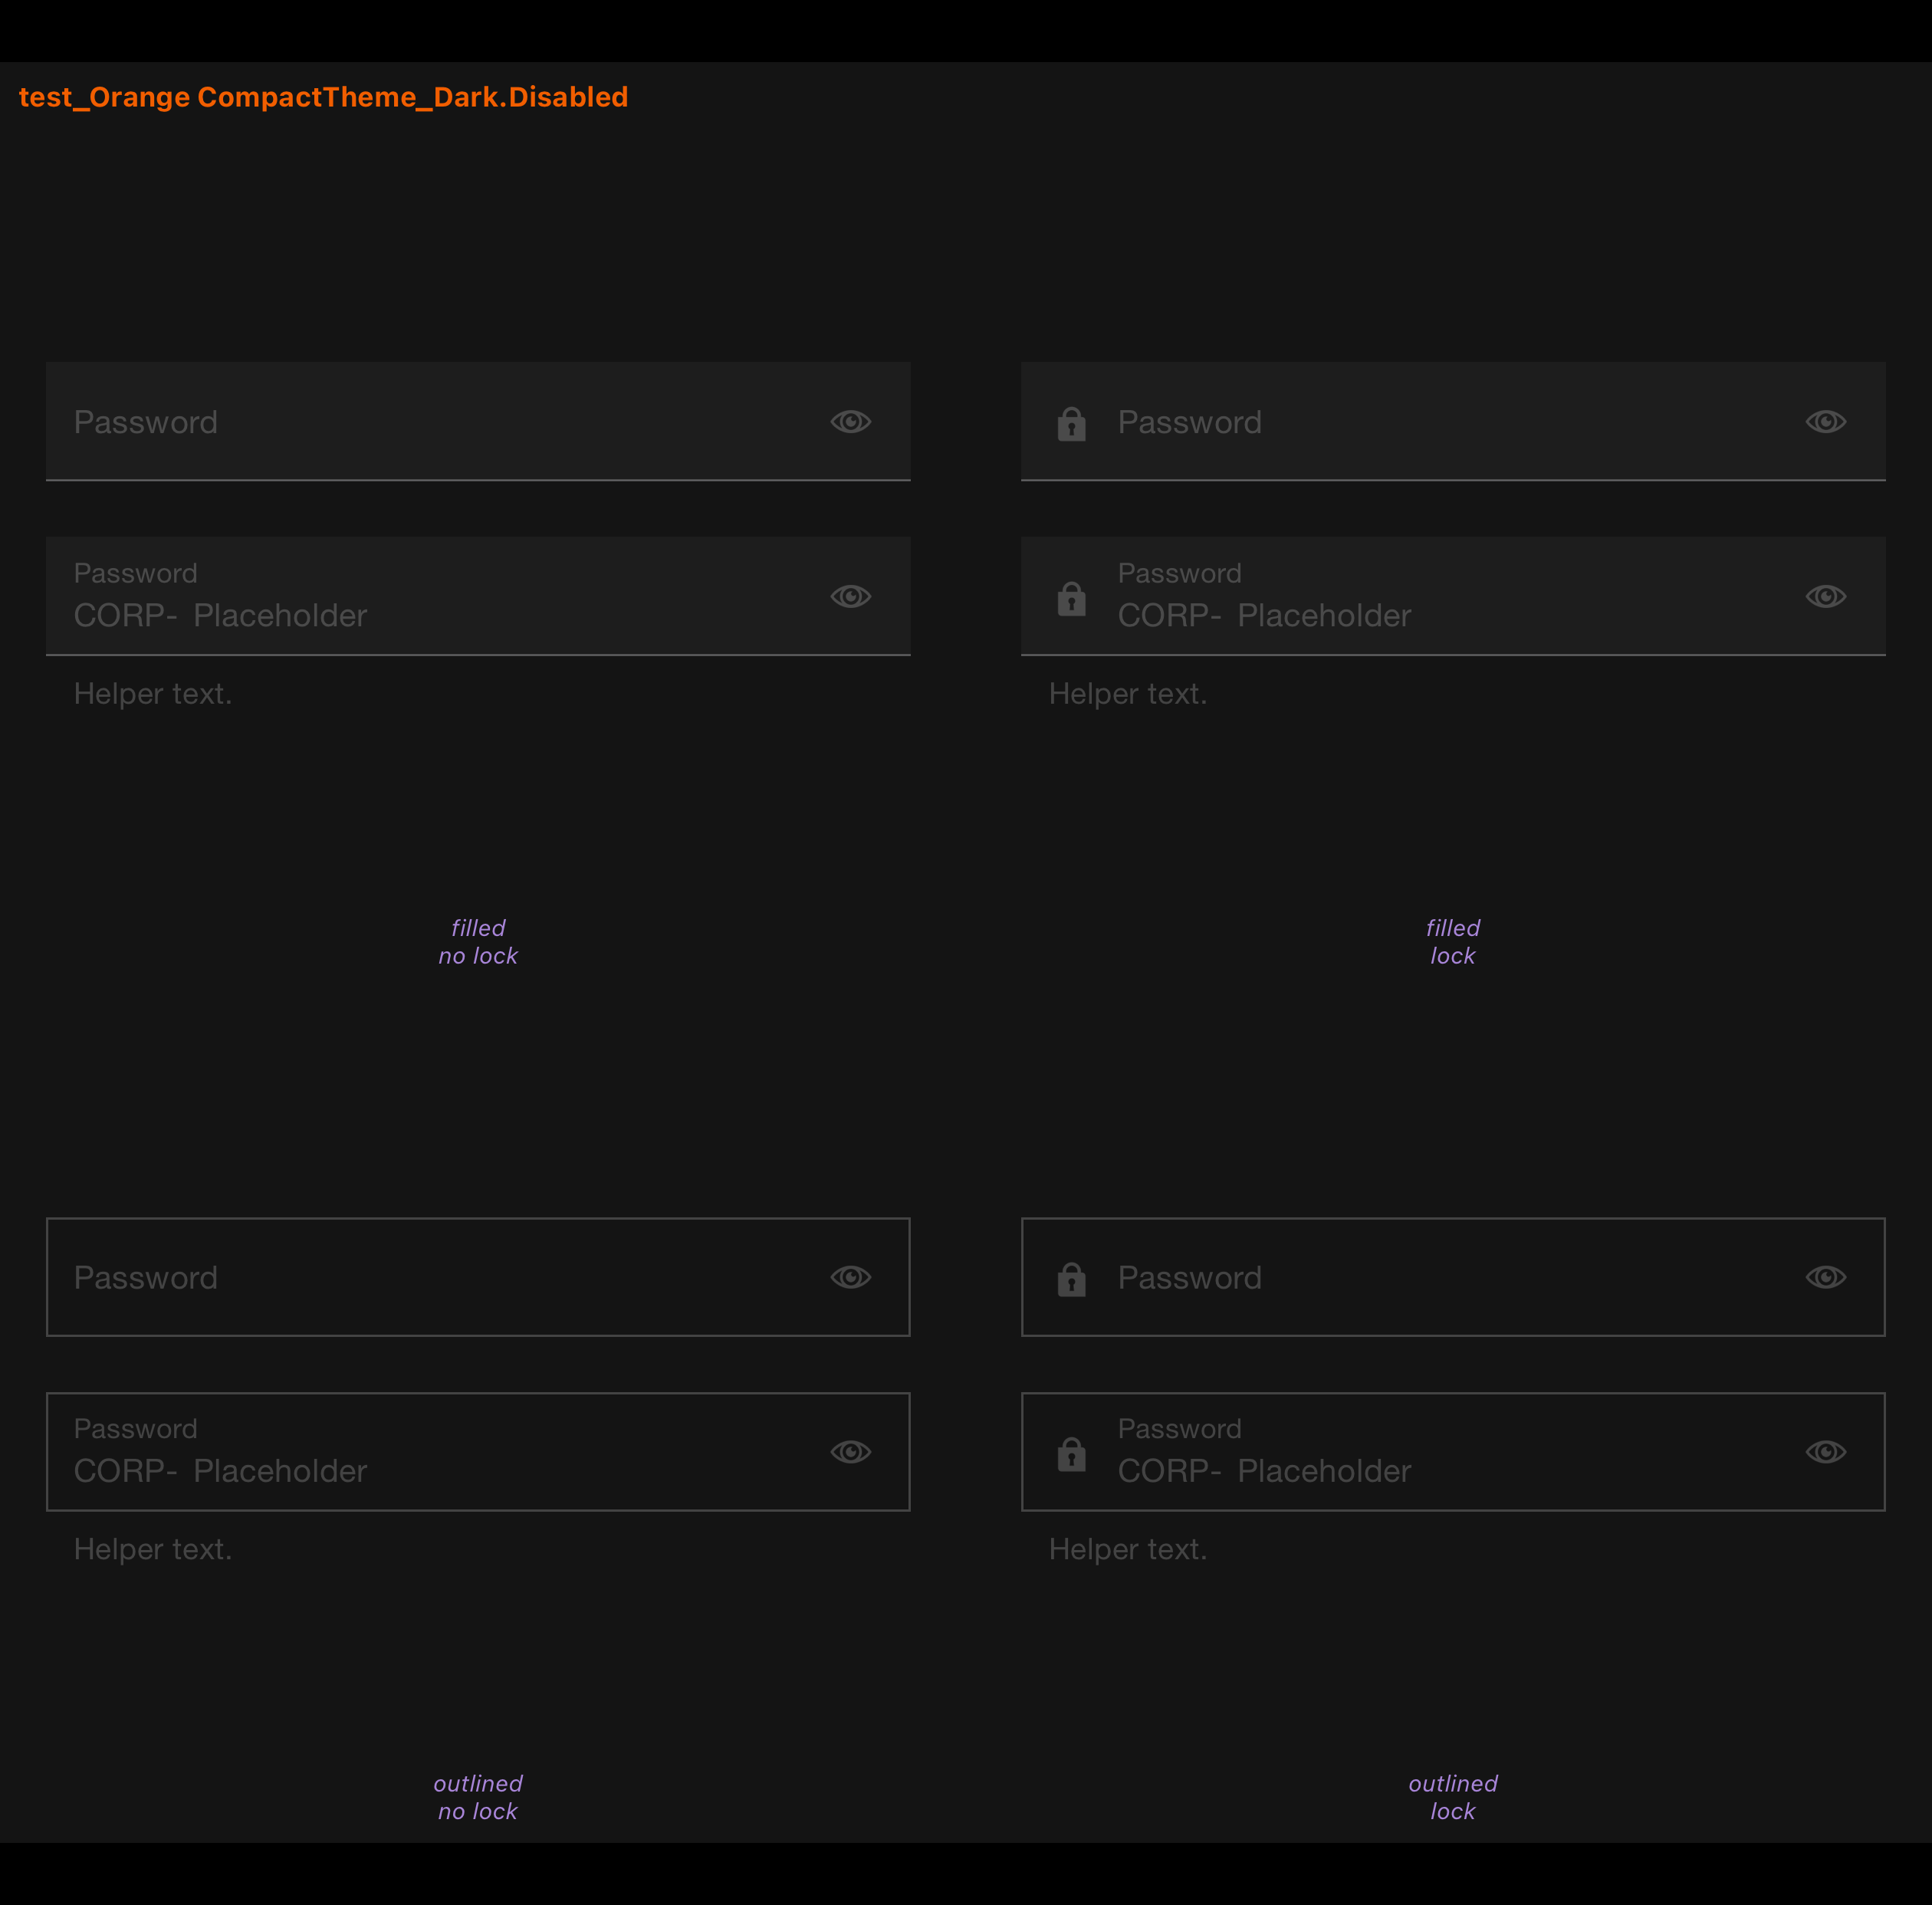 test_Orange CompactTheme_Dark.Disabled
Password
Password
Password
CORP- Placeholder
Helper text.
Password
CORP- Placeholder
Helper text.
filled
no lock
filled
lock
Password
Password
Password
CORP- Placeholder
Helper text.
Password
CORP- Placeholder
Helper text.
outlined
no lock
outlined
lock